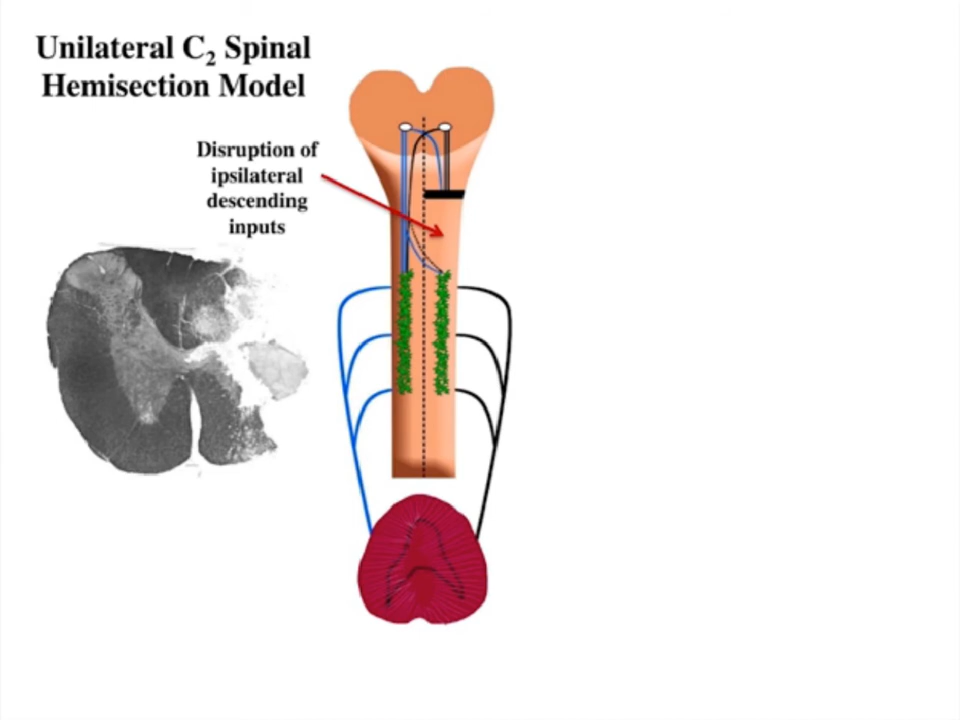 Unilateral C₂ Spinal
Hemisection Model
Disruption of
ipsilateral
descending
inputs